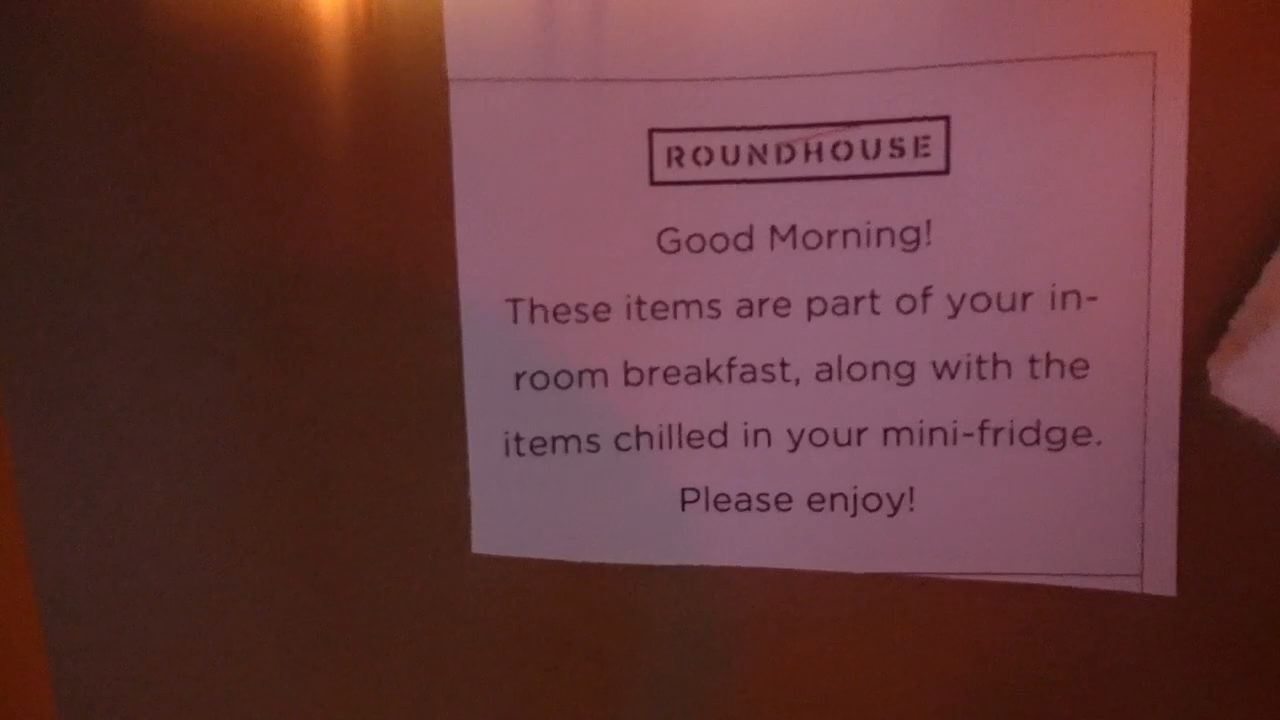 ROUNDHOUSE
Good Morning!
These items are part of your in-
room breakfast, along with the
items chilled in your mini-fridge.
Please enjoy!